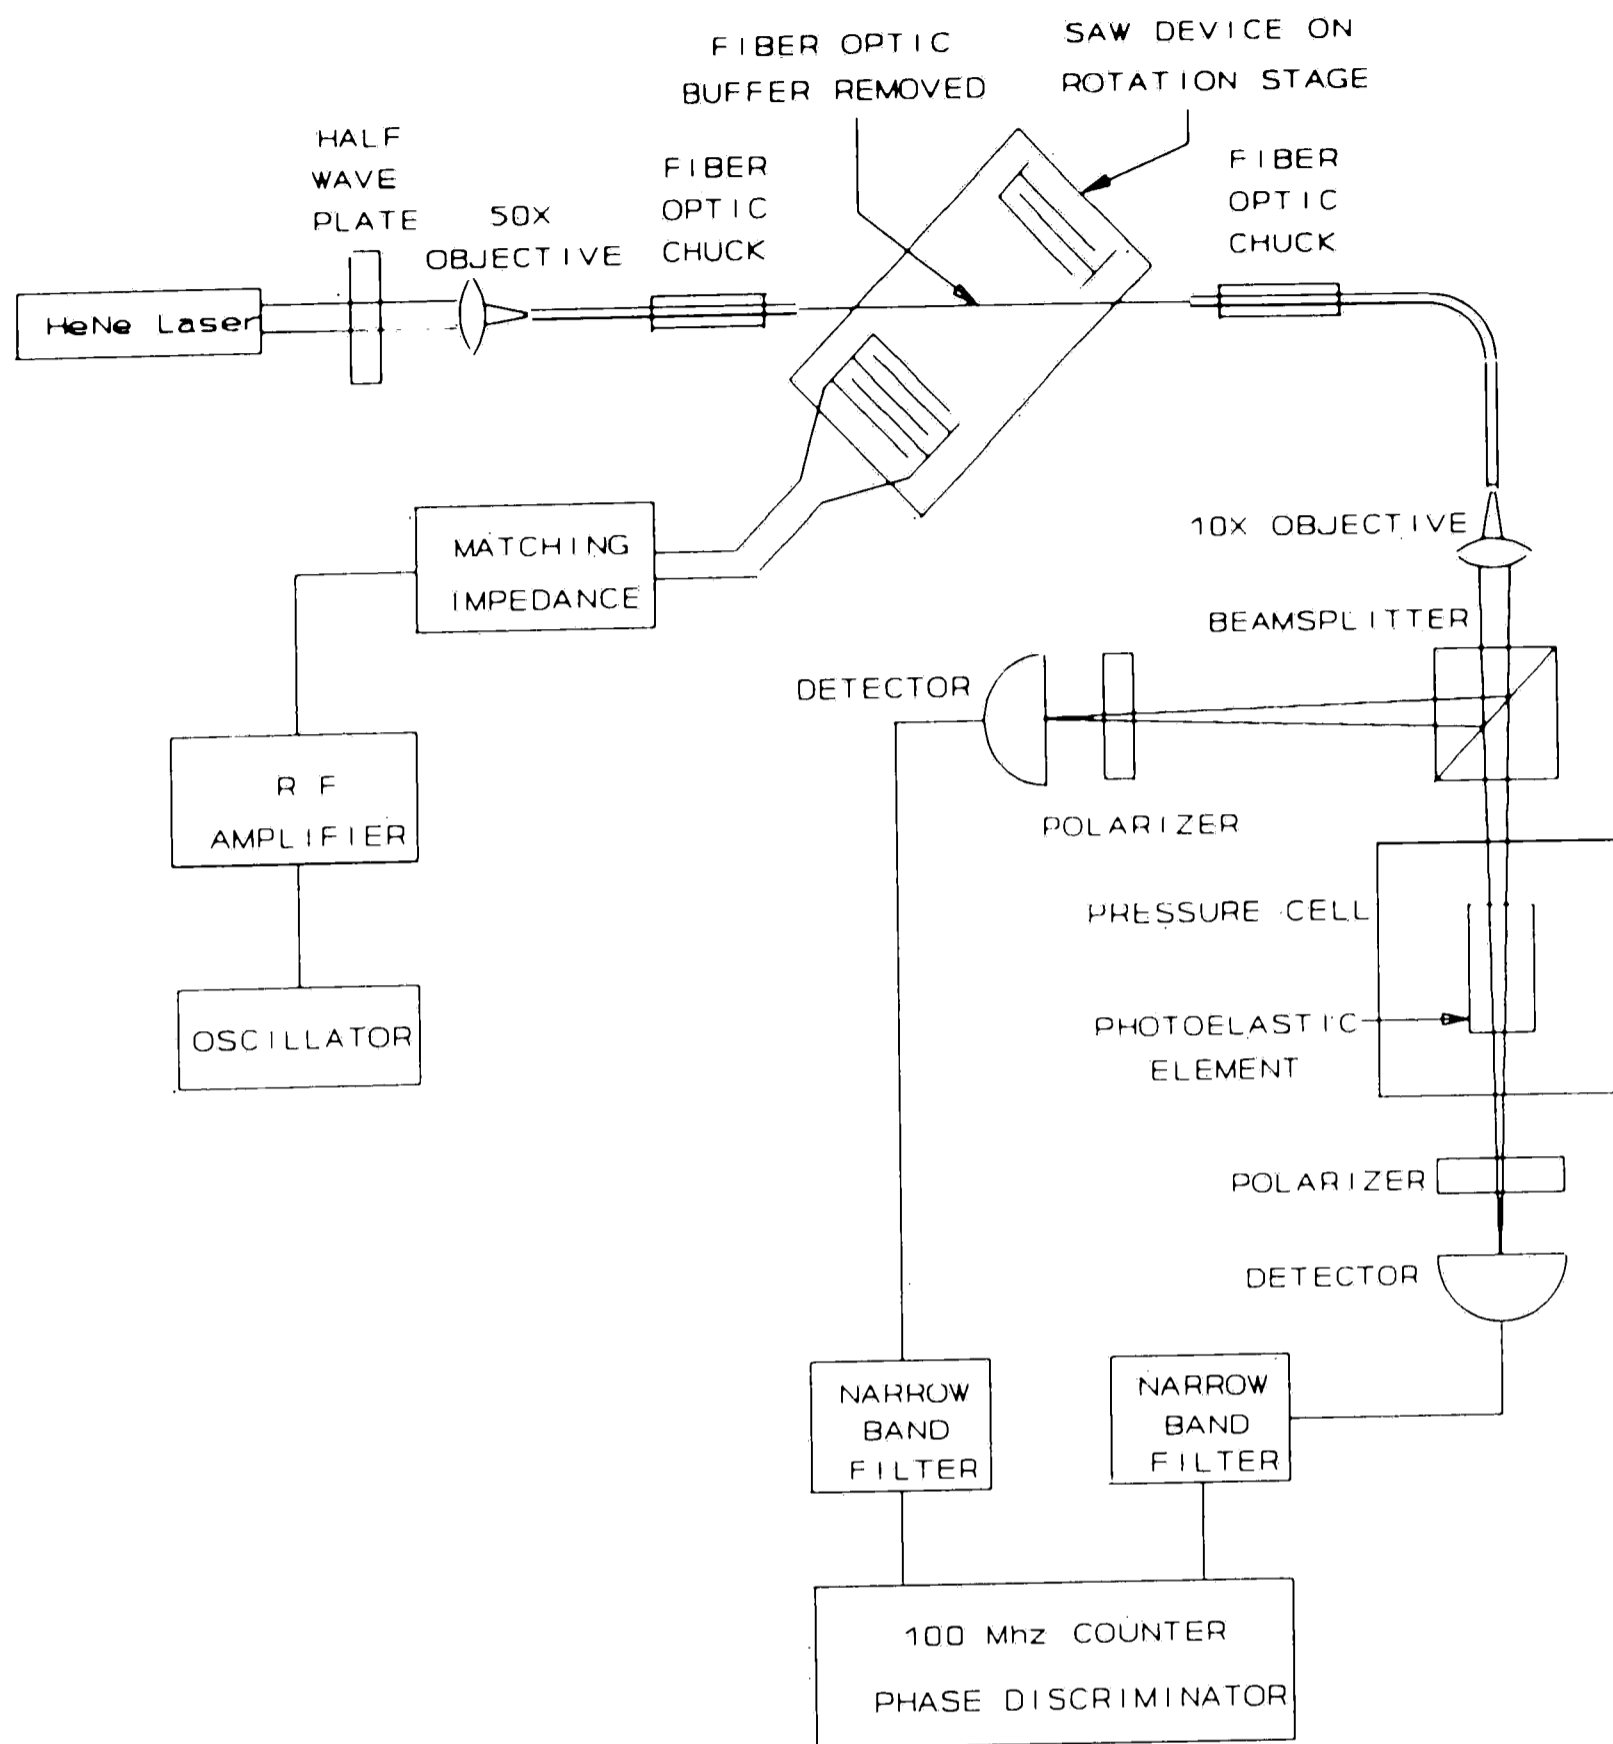 FIBER OPTIC
BUFFER REMOVED
SAW DEVICE ON
ROTATION STAGE
HALF
WAVE
PLATE
50X
OBJECTIVE
FIBER
OPTIC
CHUCK
FIBER
OPTIC
CHUCK
HeNe Laser
MATCHING
IMPEDANCE
10X OBJECTIVE
BEAMSPLITTER
DETECTOR
POLARIZER
RF
AMPLIFIER
PRESSURE CELL
OSCILLATOR
PHOTOELASTIC
ELEMENT
POLARIZER
DETECTOR
NARROW
BAND
FILTER
NARROW
BAND
FILTER
100 Mhz COUNTER
PHASE DISCRIMINATOR